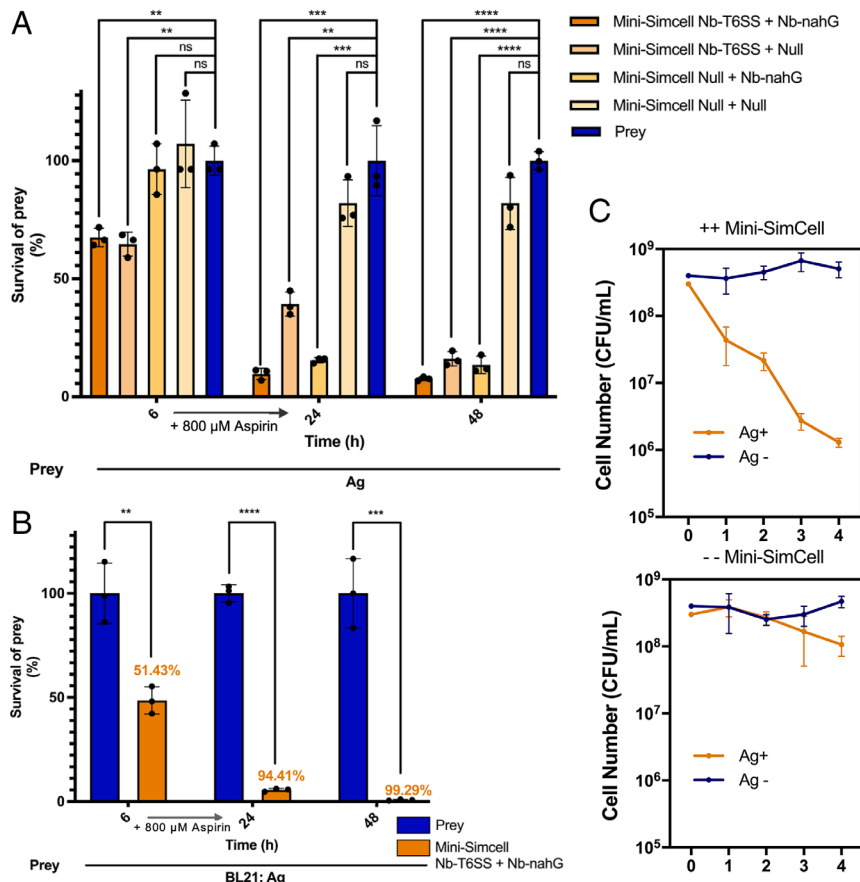 A
**
**
ns
ns
***
**
***
ns
****
****
****
ns
Mini-Simcell Nb-T6SS + Nb-nahG
Mini-Simcell Nb-T6SS + Null
Mini-Simcell Null + Nb-nahG
Mini-Simcell Null + Null
Prey
Survival of prey
(%)
100
50
0
6
24
48
+ 800 µM Aspirin
Time (h)
Prey
Ag
B
**
****
***
Survival of prey
(%)
100
50
0
51.43%
94.41%
99.29%
6
24
48
+ 800 µM Aspirin
Time (h)
Prey
Mini-Simcell
Nb-T6SS + Nb-nahG
Prey
BL21: Ag
C
++ Mini-SimCell
Cell Number (CFU/mL)
10⁹
10⁸
10⁷
10⁶
10⁵
Ag+
Ag -
0 1 2 3 4
- - Mini-SimCell
Cell Number (CFU/mL)
10⁹
10⁸
10⁷
10⁶
10⁵
Ag+
Ag -
0 1 2 3 4